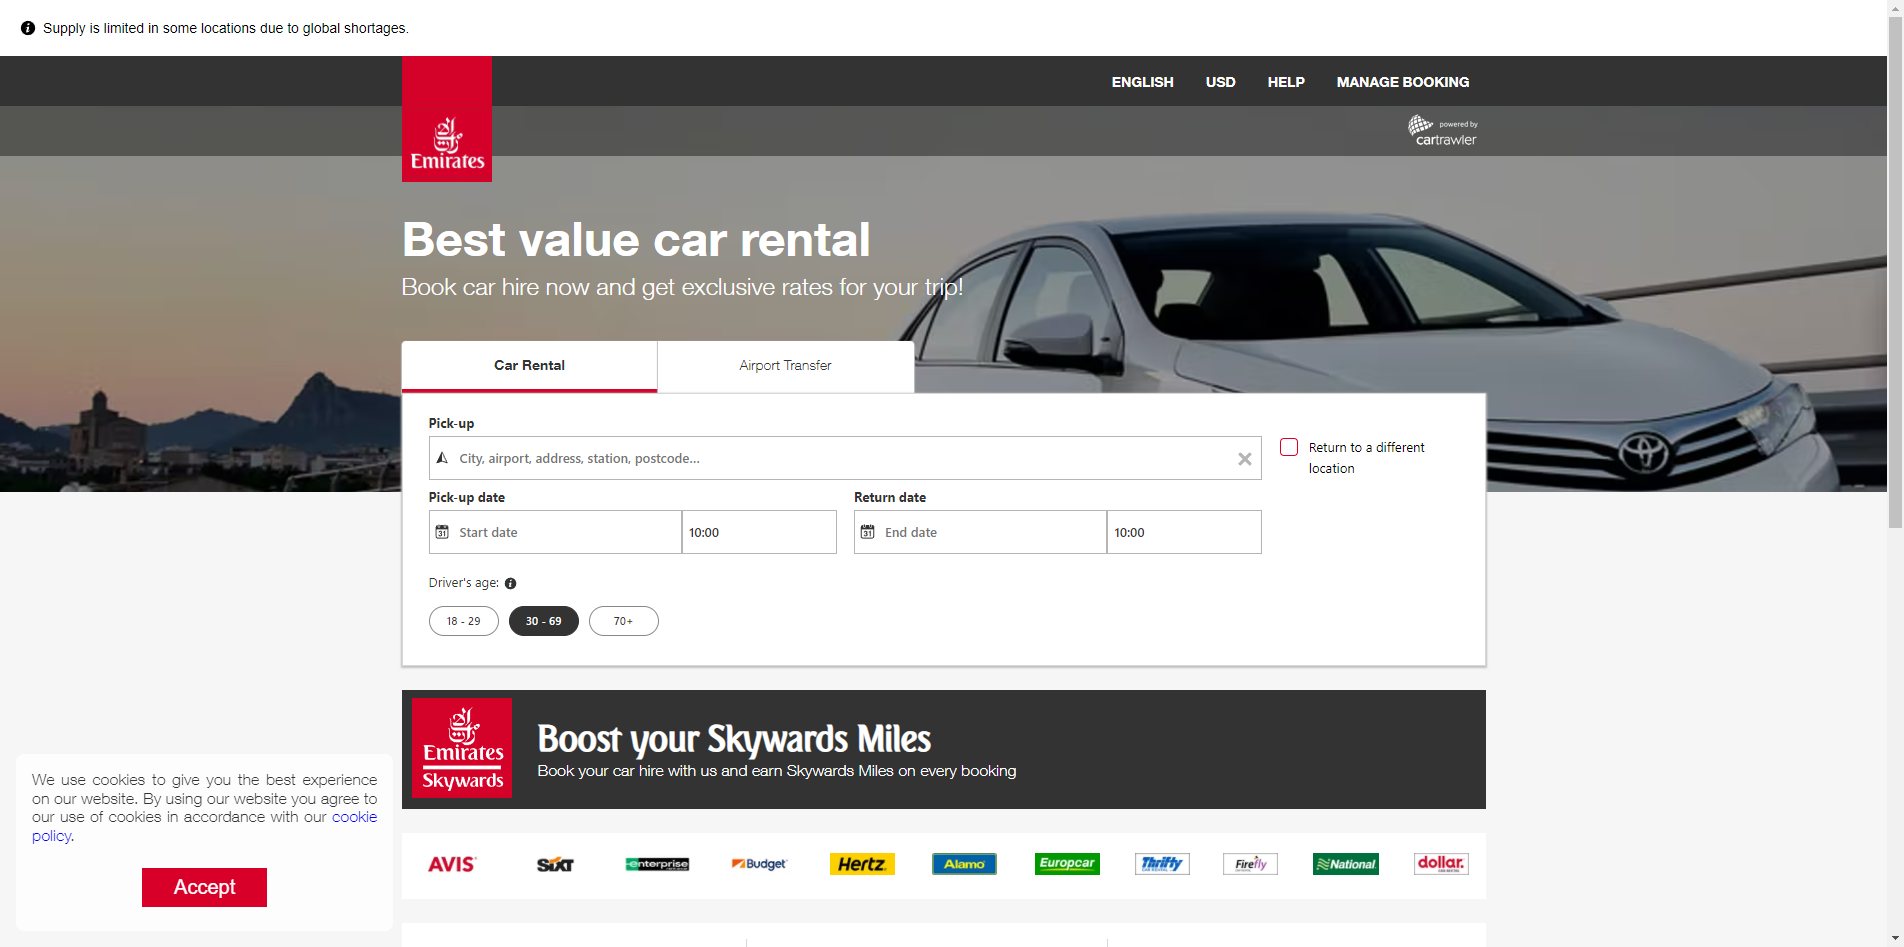 Supply is limited in some locations due to global shortages.
ENGLISH USD HELP MANAGE BOOKING
Emirates
powered by
cartrawler
Best value car rental
Book car hire now and get exclusive rates for your trip!
Car Rental Airport Transfer
Pick-up
City, airport, address, station, postcode...
Return to a different
location
Pick-up date Return date
31 Start date 10:00 31 End date 10:00
Driver's age:
18 - 29 30 - 69 70+
Emirates
Skywards
Boost your Skywards Miles
Book your car hire with us and earn Skywards Miles on every booking
We use cookies to give you the best experience
on our website. By using our website you agree to
our use of cookies in accordance with our cookie
policy.
Accept
AVIS SIXT enterprise Budget Hertz Alamo Europcar Thrifty Firefly National dollar.